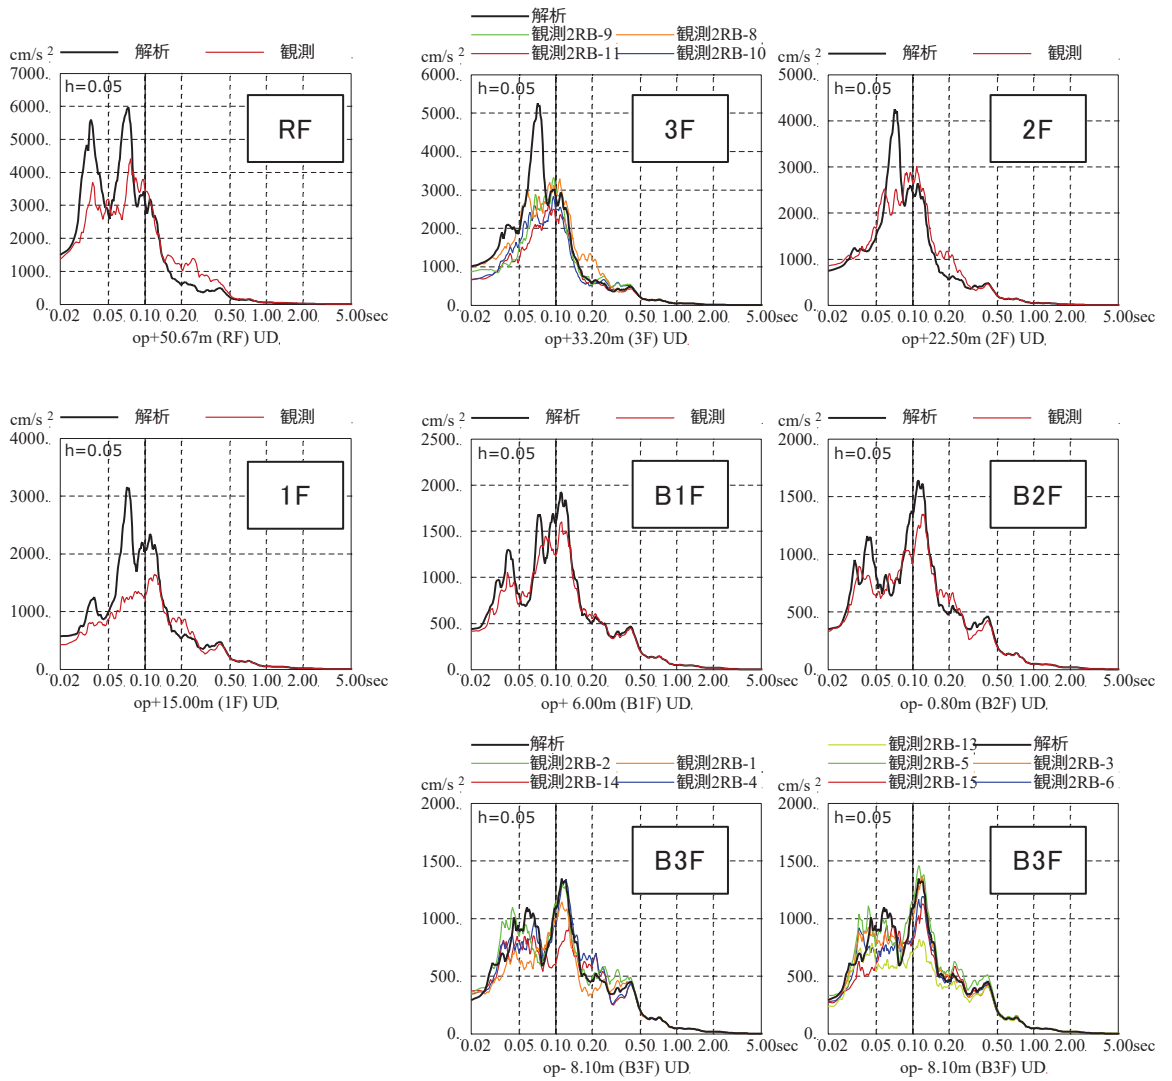 cm/s 2 解析 観測
7000.
h=0.05
RF
6000.
5000.
4000.
3000.
2000.
1000.
0.
0.02 0.05 0.10 0.20 0.50 1.00 2.00 5.00sec
op+50.67m (RF) UD
解析
観測2RB-9 観測2RB-8
観測2RB-11 観測2RB-10
cm/s 2
6000.
h=0.05
3F
5000.
4000.
3000.
2000.
1000.
0.
0.02 0.05 0.10 0.20 0.50 1.00 2.00 5.00sec
op+33.20m (3F) UD
cm/s 2 解析 観測
5000.
h=0.05
2F
4000.
3000.
2000.
1000.
0.
0.02 0.05 0.10 0.20 0.50 1.00 2.00 5.00sec
op+22.50m (2F) UD
cm/s 2 解析 観測
4000.
h=0.05
1F
3000.
2000.
1000.
0.
0.02 0.05 0.10 0.20 0.50 1.00 2.00 5.00sec
op+15.00m (1F) UD
cm/s 2 解析 観測
2500.
h=0.05
B1F
2000.
1500.
1000.
500.
0.
0.02 0.05 0.10 0.20 0.50 1.00 2.00 5.00sec
op+ 6.00m (B1F) UD
cm/s 2 解析 観測
2000.
h=0.05
B2F
1500.
1000.
500.
0.
0.02 0.05 0.10 0.20 0.50 1.00 2.00 5.00sec
op- 0.80m (B2F) UD
解析
観測2RB-2 観測2RB-1
観測2RB-14 観測2RB-4
cm/s 2
2000.
h=0.05
B3F
1500.
1000.
500.
0.
0.02 0.05 0.10 0.20 0.50 1.00 2.00 5.00sec
op- 8.10m (B3F) UD
観測2RB-13 解析
観測2RB-5 観測2RB-3
観測2RB-15 観測2RB-6
cm/s 2
2000.
h=0.05
B3F
1500.
1000.
500.
0.
0.02 0.05 0.10 0.20 0.50 1.00 2.00 5.00sec
op- 8.10m (B3F) UD